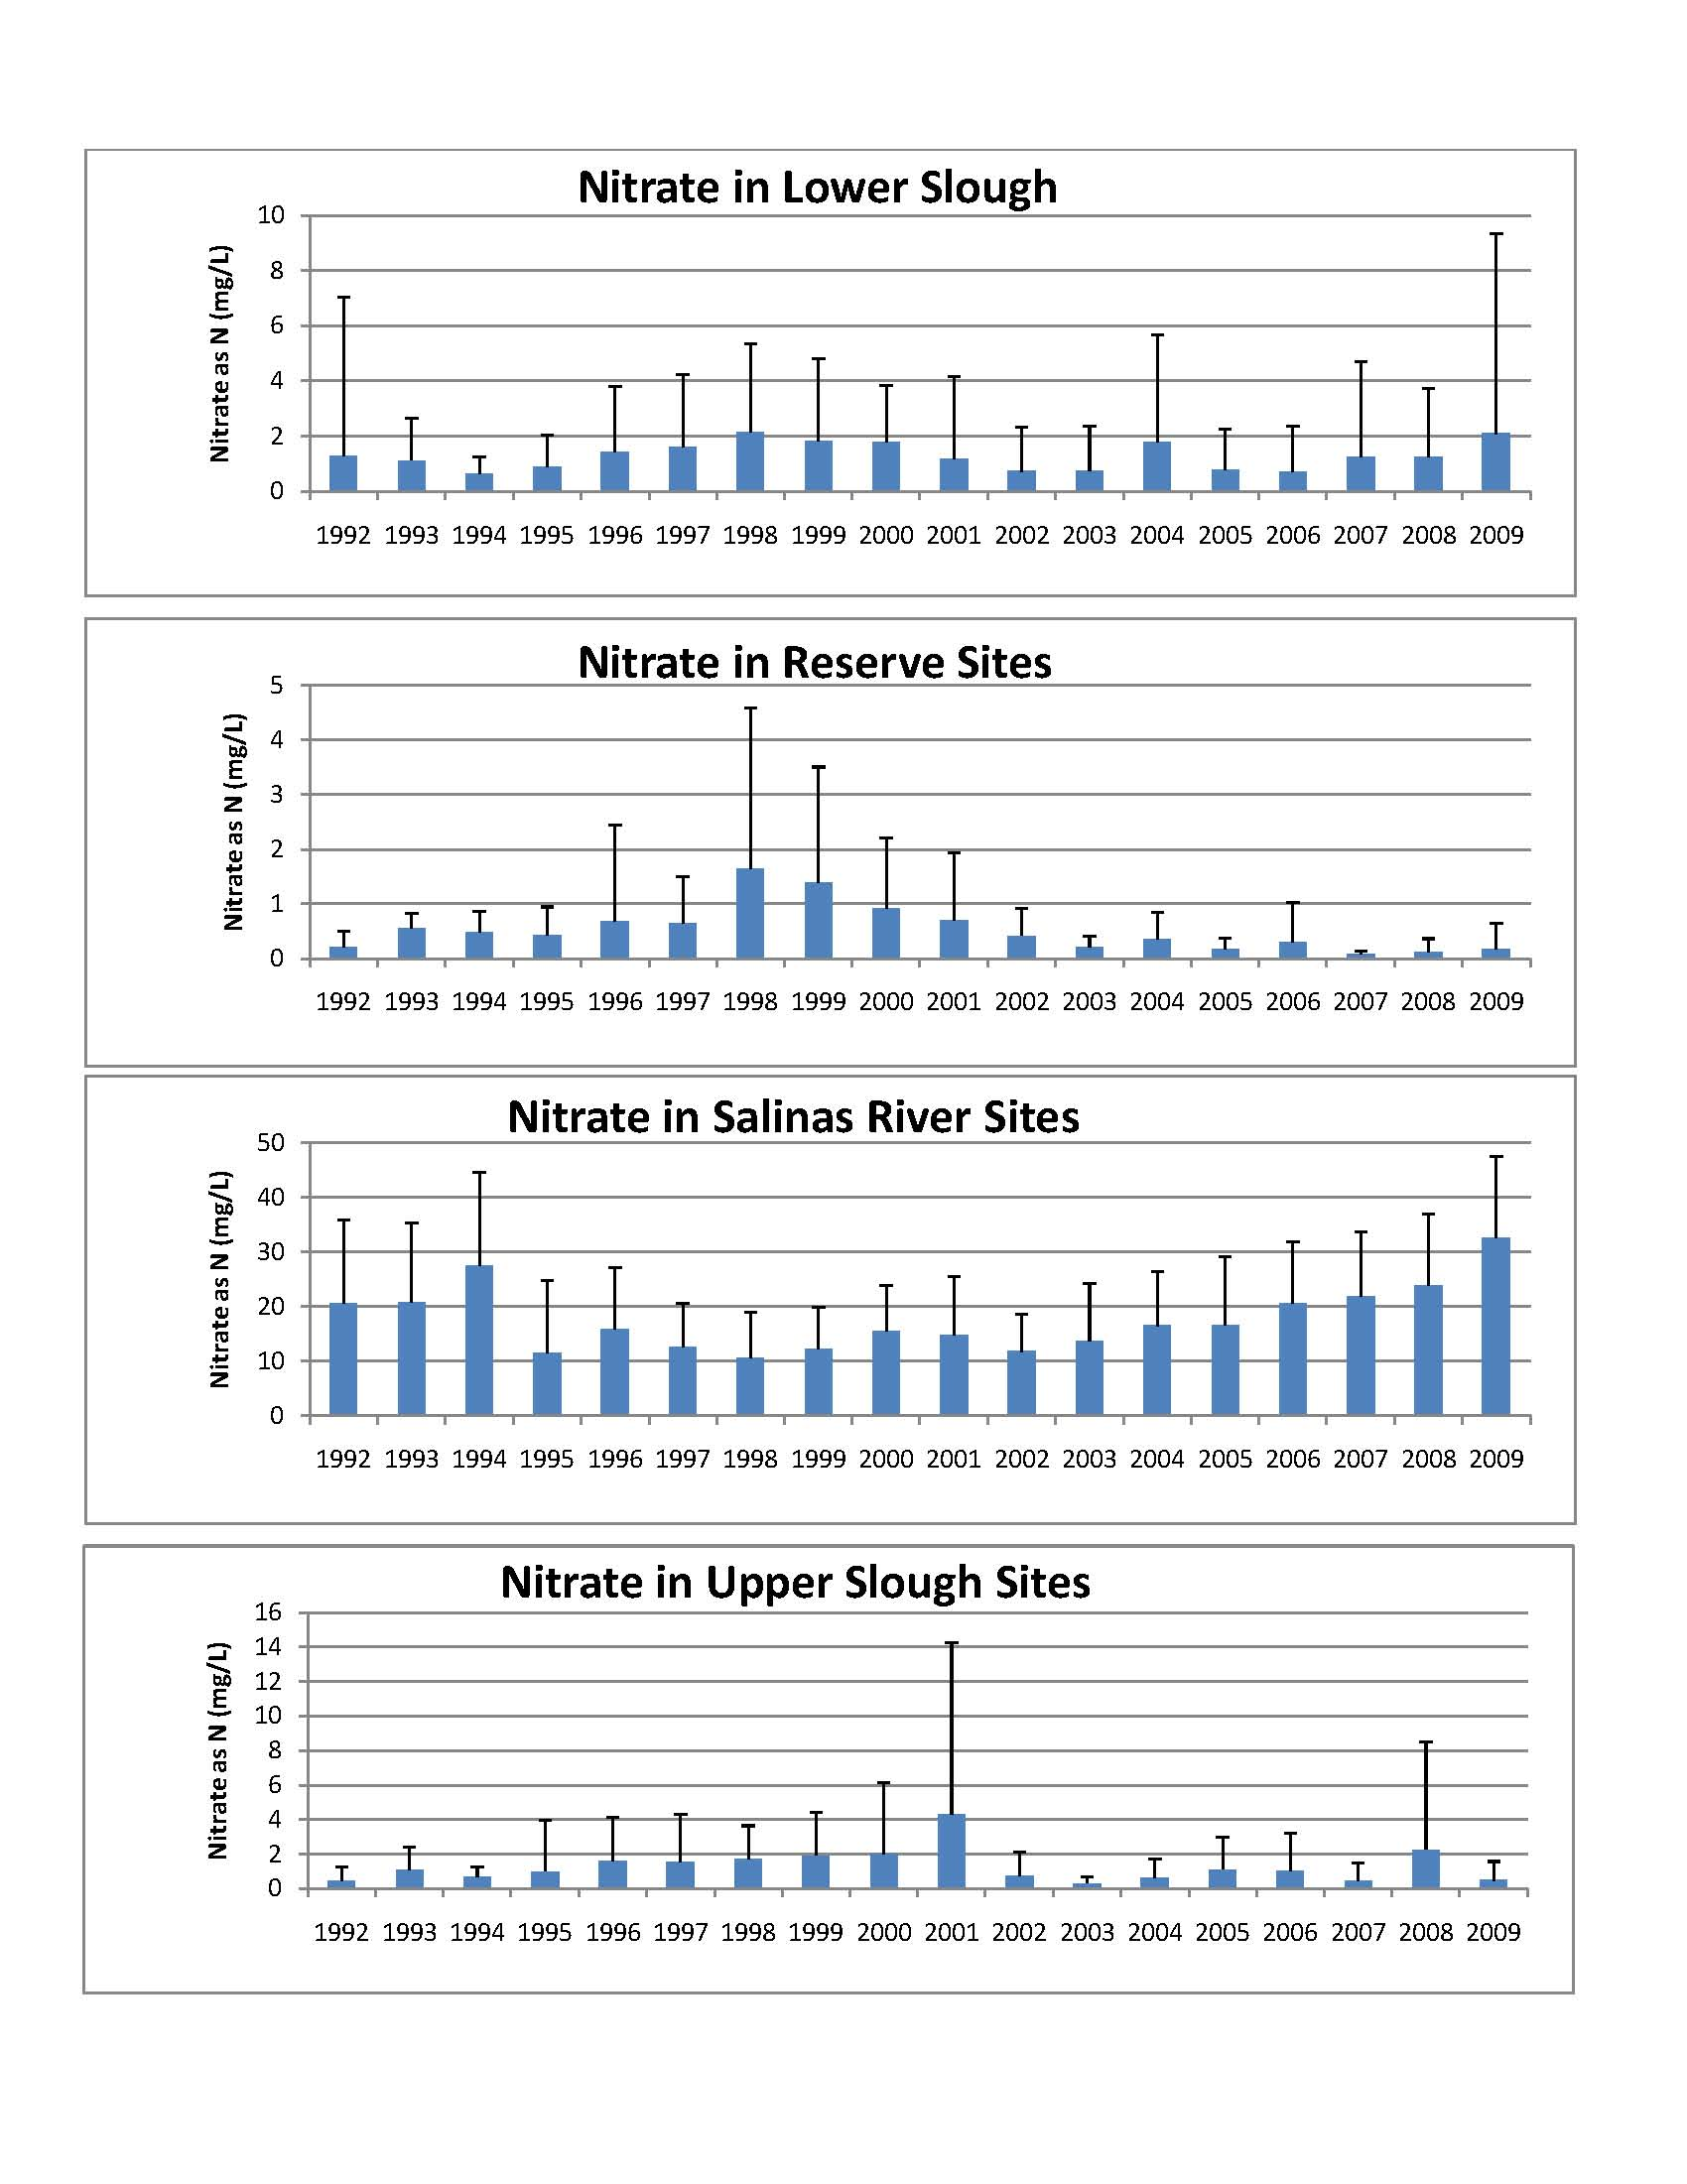 Nitrate in Lower Slough
Nitrate as N (mg/L)
10
8
6
4
2
0
1992 1993 1994 1995 1996 1997 1998 1999 2000 2001 2002 2003 2004 2005 2006 2007 2008 2009
Nitrate in Reserve Sites
Nitrate as N (mg/L)
5
4
3
2
1
0
1992 1993 1994 1995 1996 1997 1998 1999 2000 2001 2002 2003 2004 2005 2006 2007 2008 2009
Nitrate in Salinas River Sites
Nitrate as N (mg/L)
50
40
30
20
10
0
1992 1993 1994 1995 1996 1997 1998 1999 2000 2001 2002 2003 2004 2005 2006 2007 2008 2009
Nitrate in Upper Slough Sites
Nitrate as N (mg/L)
16
14
12
10
8
6
4
2
0
1992 1993 1994 1995 1996 1997 1998 1999 2000 2001 2002 2003 2004 2005 2006 2007 2008 2009